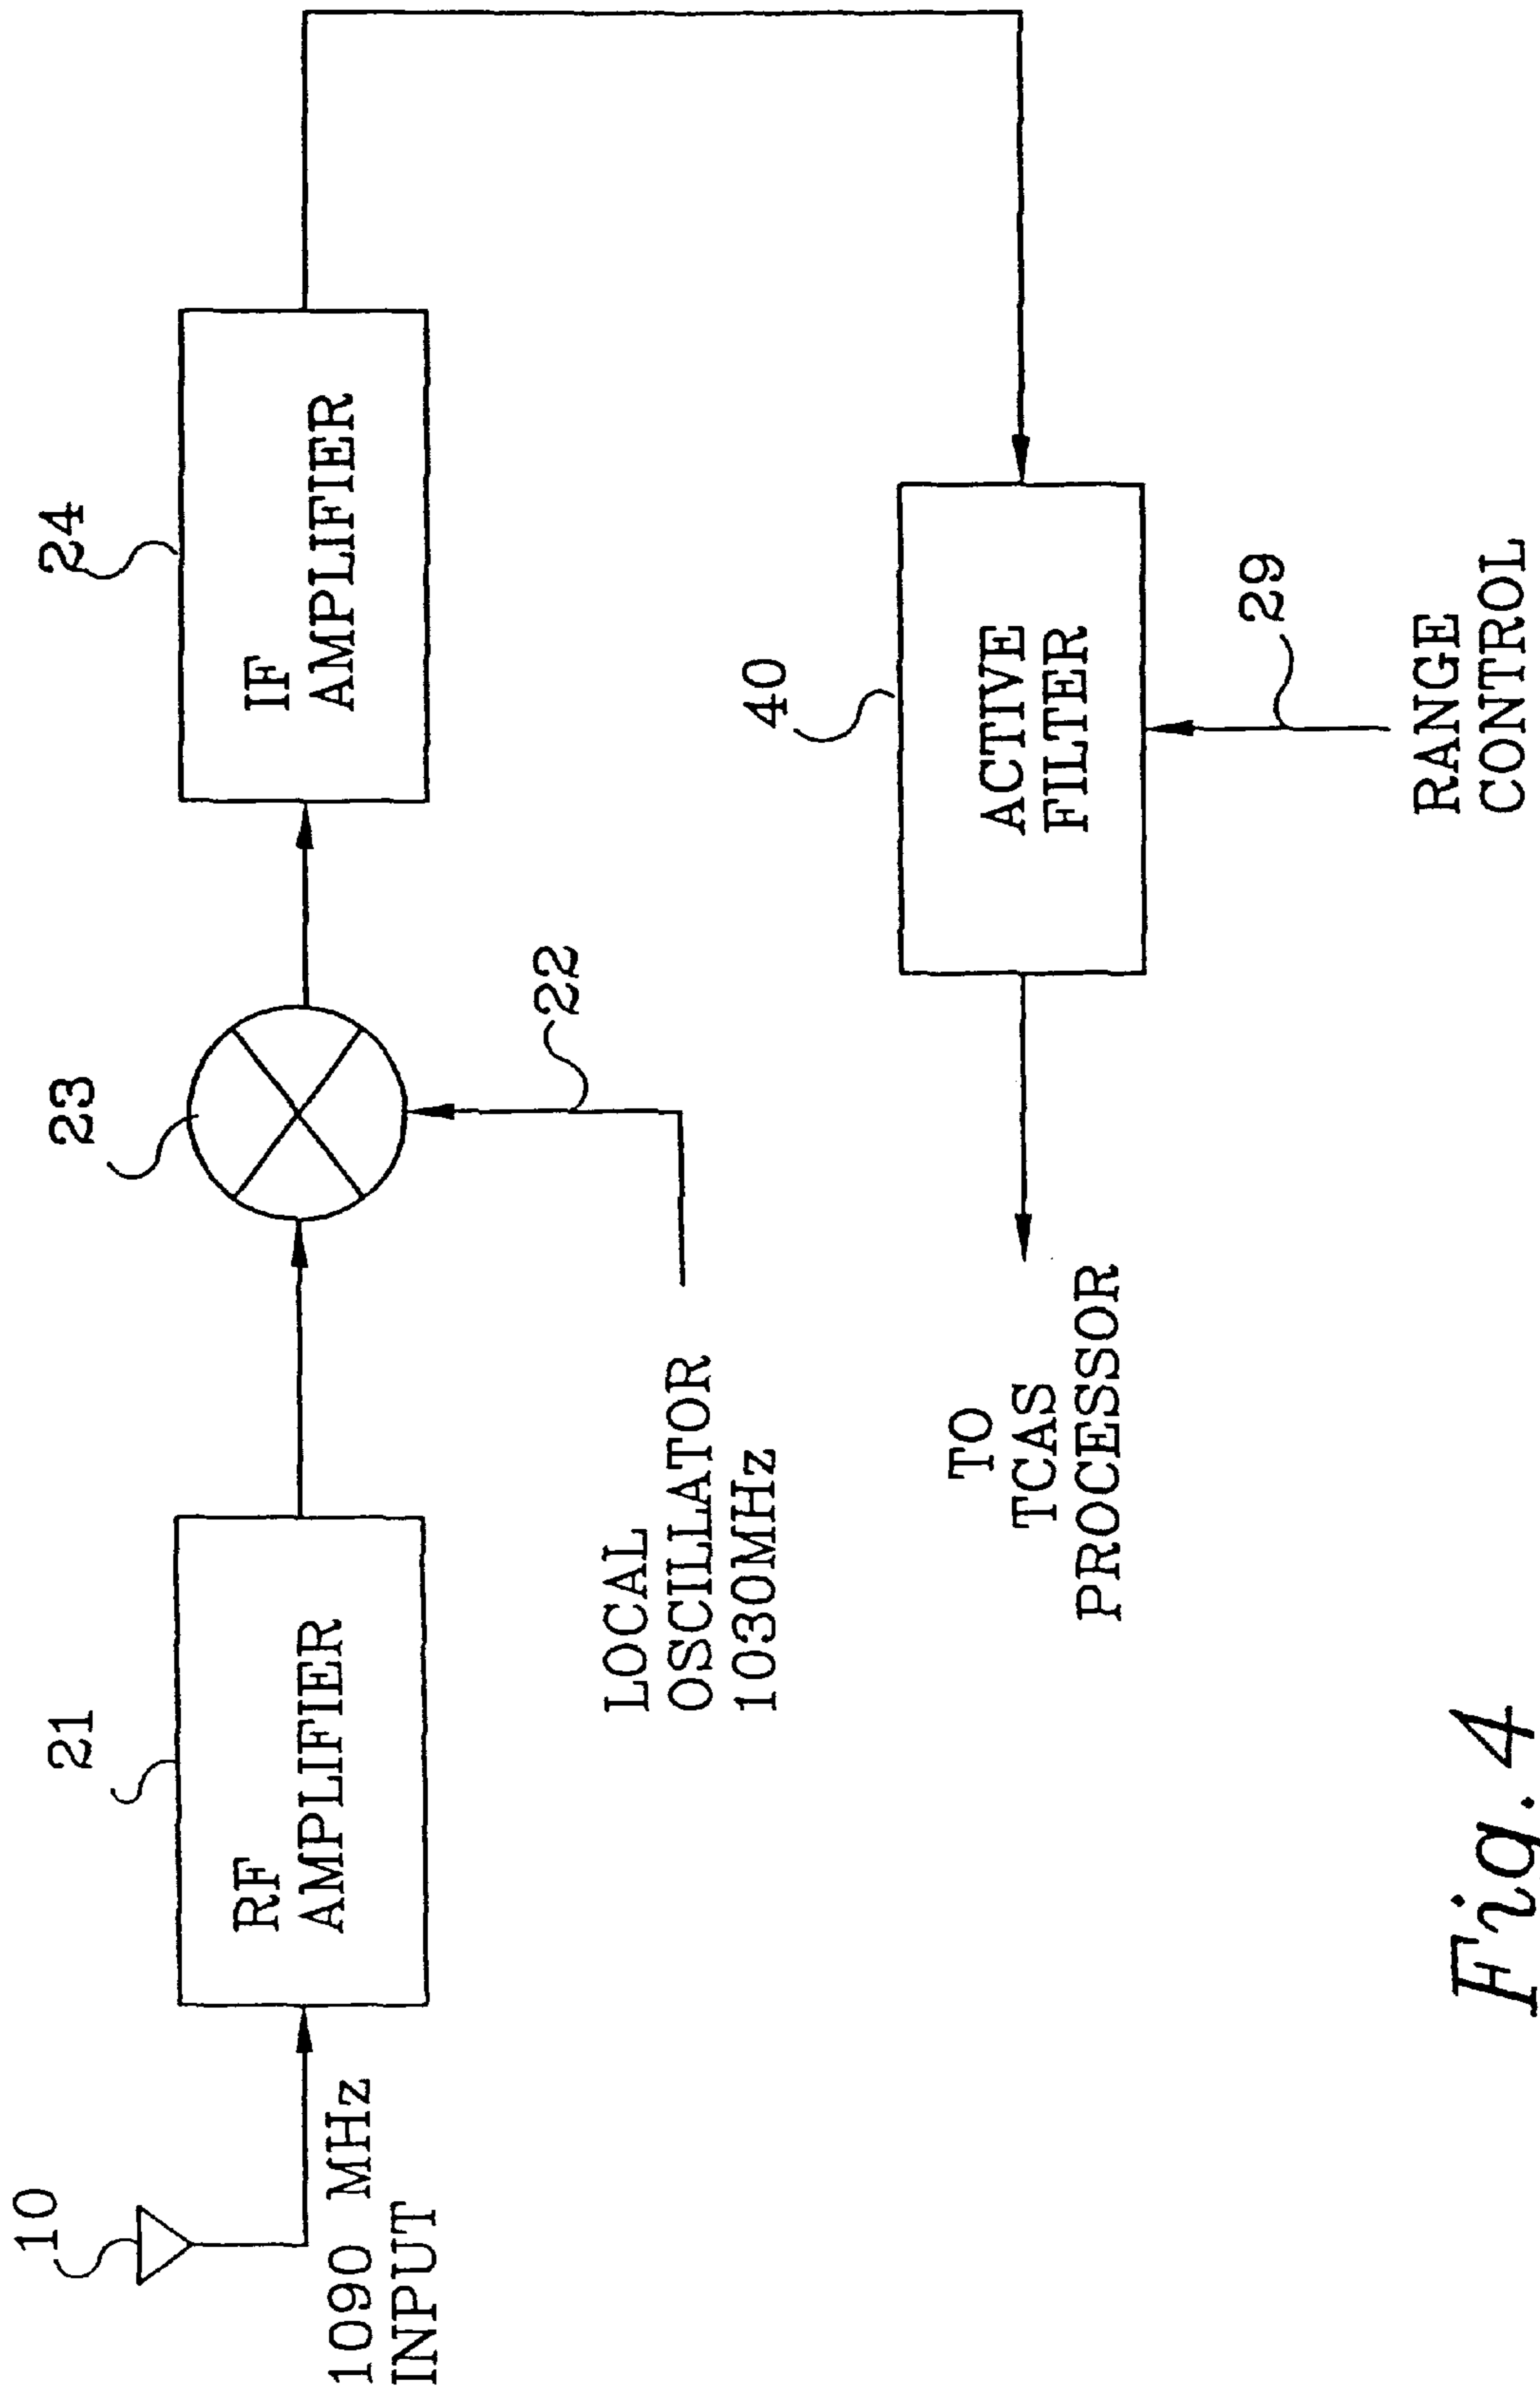 10
1090 MHz
INPUT
21
RF
AMPLIFIER
23
22
LOCAL
OSCILLATOR
1030MHz
24
IF
AMPLIFIER
40
ACTIVE
FILTER
29
RANGE
CONTROL
TO
TCAS
PROCESSOR
Fig. 4